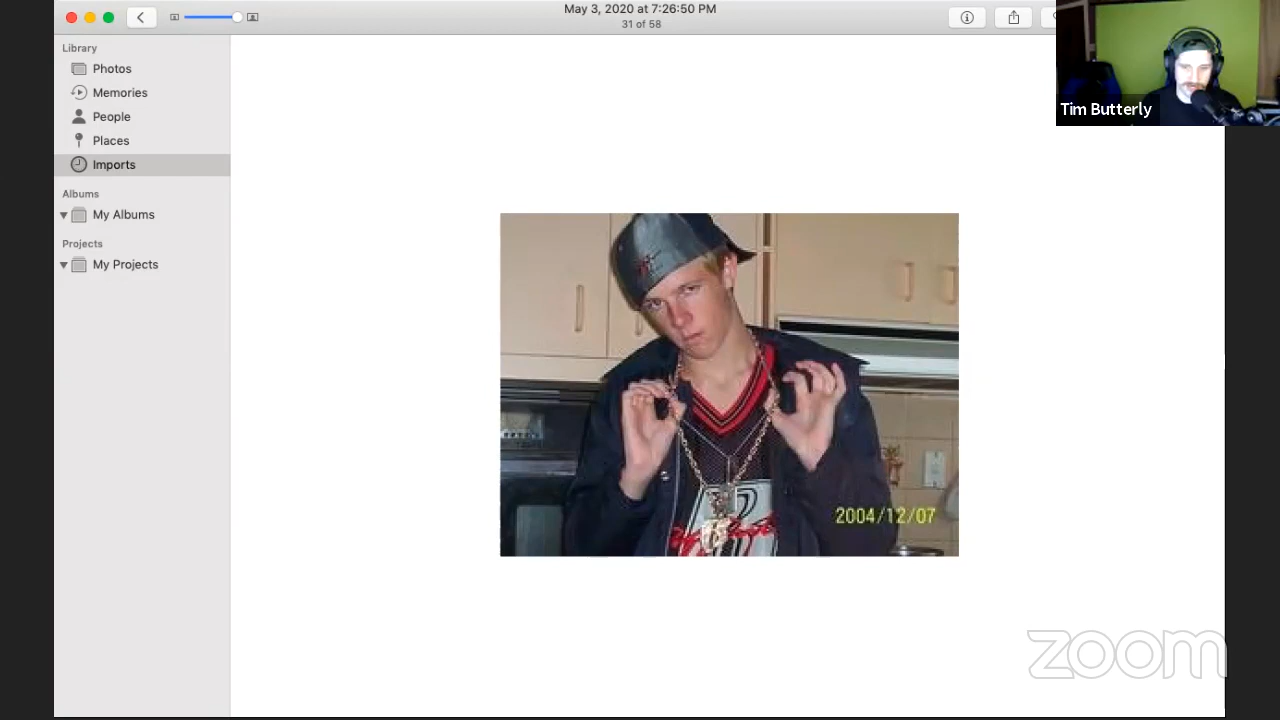 May 3, 2020 at 7:26:50 PM
31 of 58
Library
Photos
Memories
People
Places
Imports
Albums
My Albums
Projects
My Projects
Tim Butterly
2004/12/07
zoom